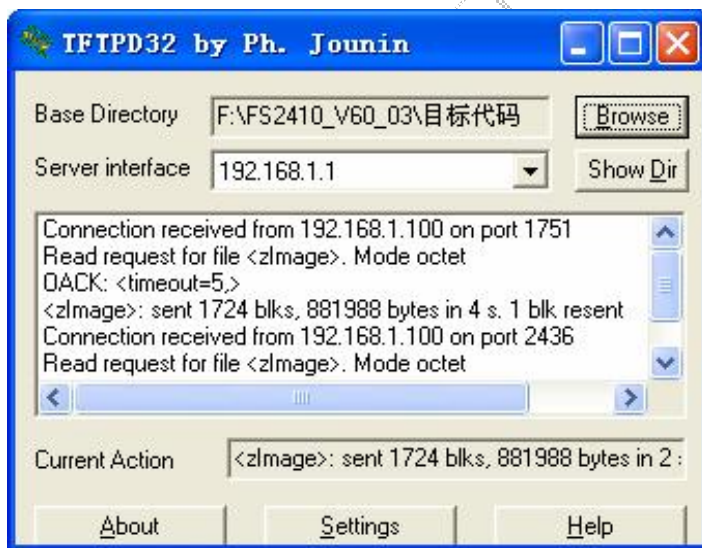 TFTPD32 by Ph. Jounin
Base Directory F:\FS2410_V60_03\目标代码 Browse
Server interface 192.168.1.1 Show Dir
Connection received from 192.168.1.100 on port 1751
Read request for file <zImage>. Mode octet
OACK: <timeout=5,>
<zImage>: sent 1724 blks, 881988 bytes in 4 s. 1 blk resent
Connection received from 192.168.1.100 on port 2436
Read request for file <zImage>. Mode octet
Current Action <zImage>: sent 1724 blks, 881988 bytes in 2
About Settings Help